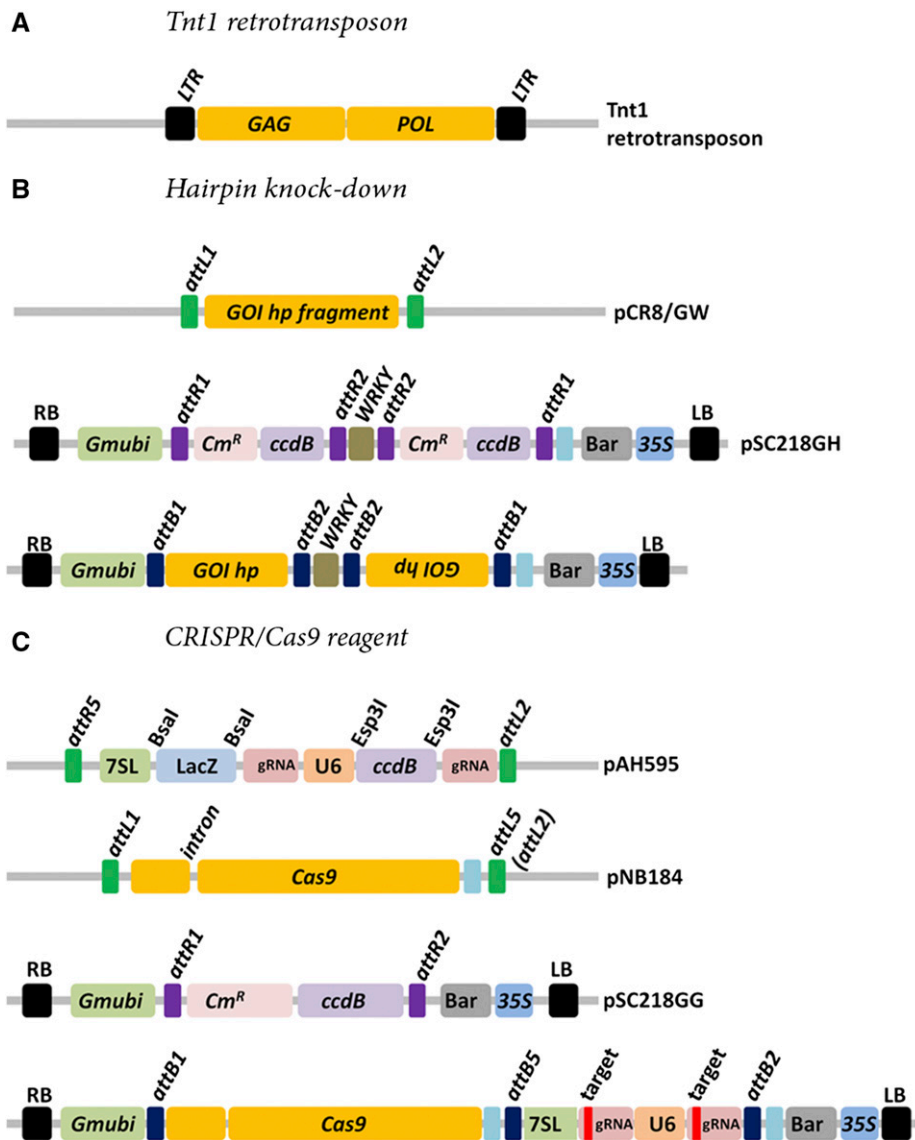 A Tnt1 retrotransposon
LTR LTR
GAG POL
Tnt1
retrotransposon
B Hairpin knock-down
attL1 attL2
GOI hp fragment pCR8/GW
RB attR1 attR2 WRKY attR2 attR1 LB
Gmubi CmR ccdB CmR ccdB Bar 35S pSC218GH
RB attB1 attB2 WRKY attB2 attB1 LB
Gmubi GOI hp GOI hp Bar 35S
C CRISPR/Cas9 reagent
attR5 BsaI BsaI Esp3I Esp3I attL2
7SL LacZ gRNA U6 ccdB gRNA pAH595
attL1 intron attL5 (attL2)
Cas9 pNB184
RB attR1 attR2 LB
Gmubi CmR ccdB Bar 35S pSC218GG
RB attB1 attB5 target target attB2 LB
Gmubi Cas9 7SL gRNA U6 gRNA Bar 35S